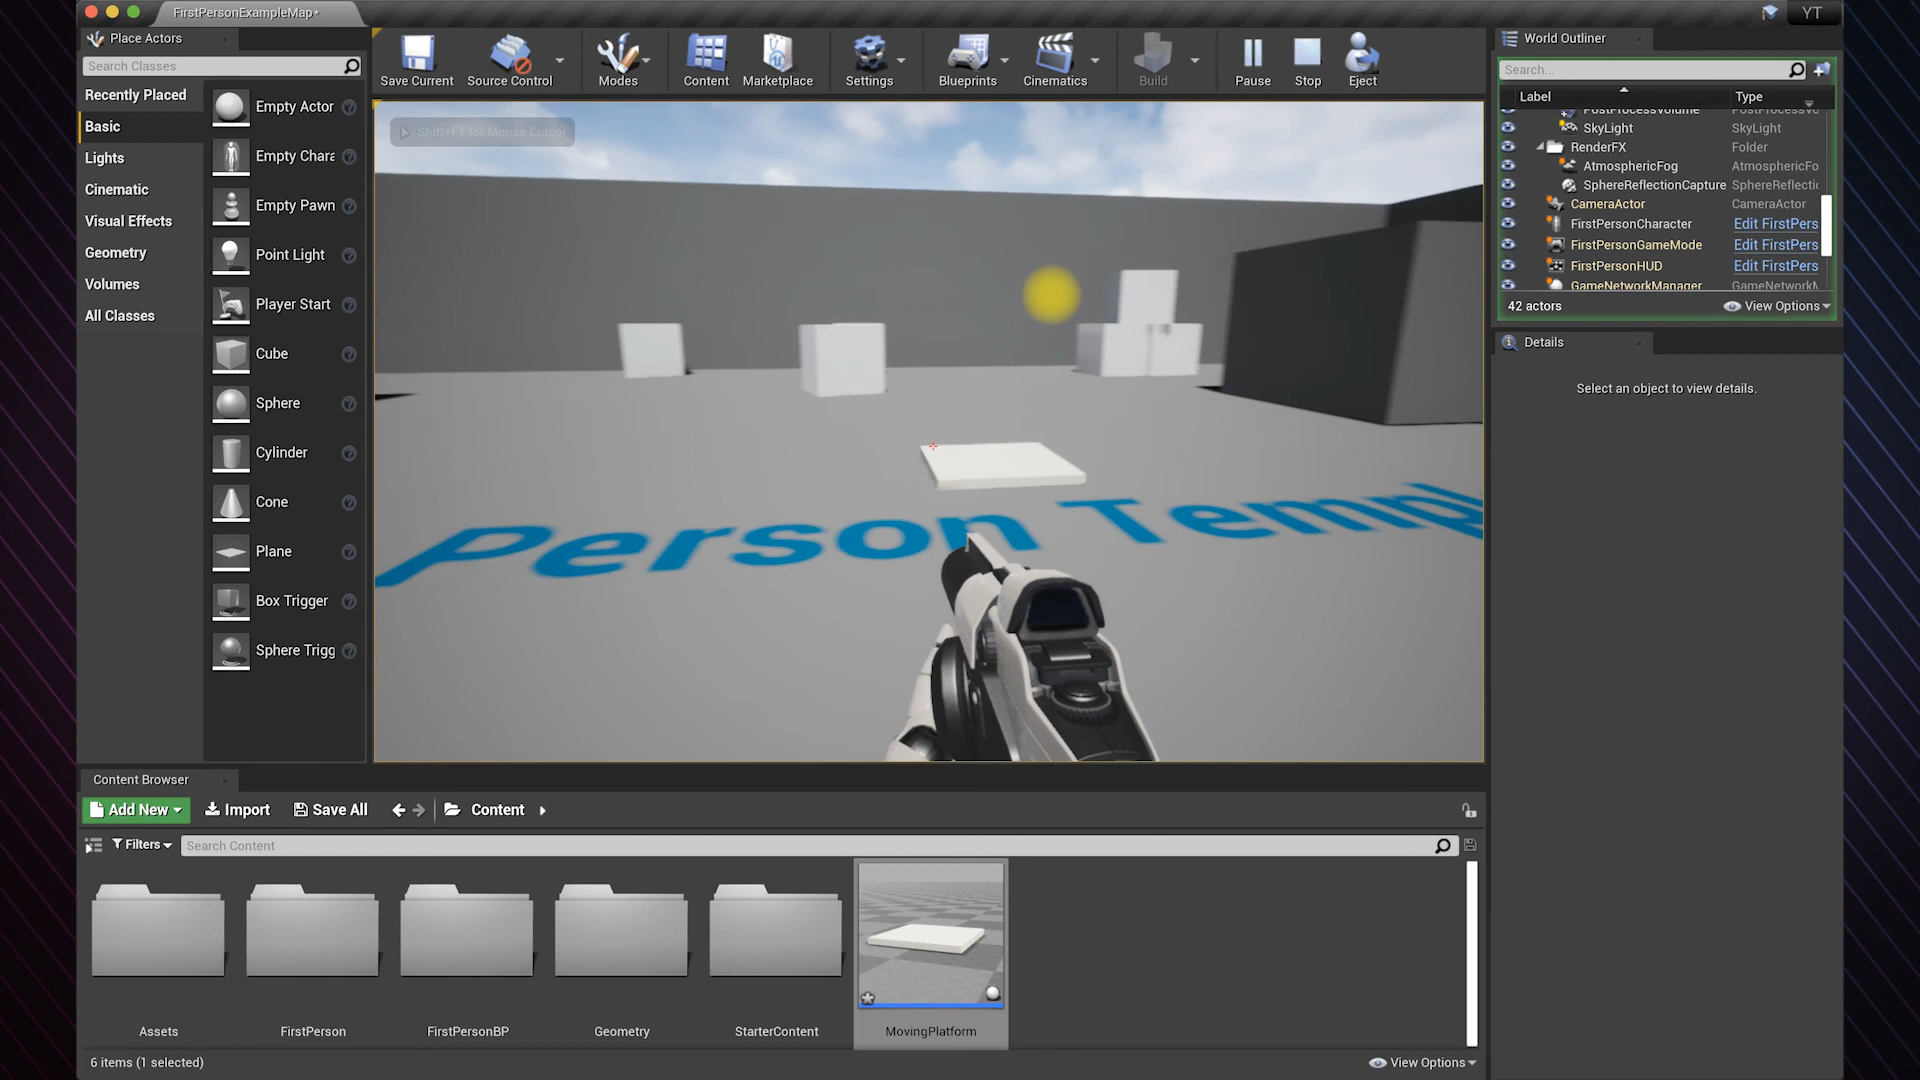 FirstPersonExampleMap*
YT
Place Actors
Search Classes
Recently Placed
Basic
Lights
Cinematic
Visual Effects
Geometry
Volumes
All Classes
Empty Actor
Empty Chara
Empty Pawn
Point Light
Player Start
Cube
Sphere
Cylinder
Cone
Plane
Box Trigger
Sphere Trigg
Save Current
Source Control
Modes
Content
Marketplace
Settings
Blueprints
Cinematics
Build
Pause
Stop
Eject
Shift+F1 for Mouse Cursor
Person Templ
World Outliner
Search...
Label
Type
PostProcessVolume PostProcessVo
SkyLight SkyLight
RenderFX Folder
AtmosphericFog AtmosphericFo
SphereReflectionCapture SphereReflectic
CameraActor CameraActor
FirstPersonCharacter Edit FirstPers
FirstPersonGameMode Edit FirstPers
FirstPersonHUD Edit FirstPers
GameNetworkManager GameNetworkM
42 actors
View Options
Details
Select an object to view details.
Content Browser
Add New
Import
Save All
Content
Filters
Search Content
Assets
FirstPerson
FirstPersonBP
Geometry
StarterContent
MovingPlatform
6 items (1 selected)
View Options